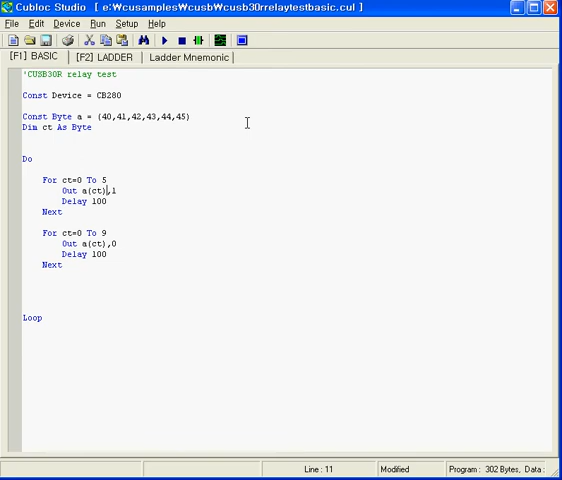 Cubloc Studio [ e:₩cusamples₩cusb₩cusb30rrelaytestbasic.cul ]
File Edit Device Run Setup Help
[F1] BASIC [F2] LADDER Ladder Mnemonic
'CUSB30R relay test
Const Device = CB280
Const Byte a = (40,41,42,43,44,45)
Dim ct As Byte
Do
For ct=0 To 5
Out a(ct),1
Delay 100
Next
For ct=0 To 9
Out a(ct),0
Delay 100
Next
Loop
Line : 11 Modified Program : 302 Bytes, Data :